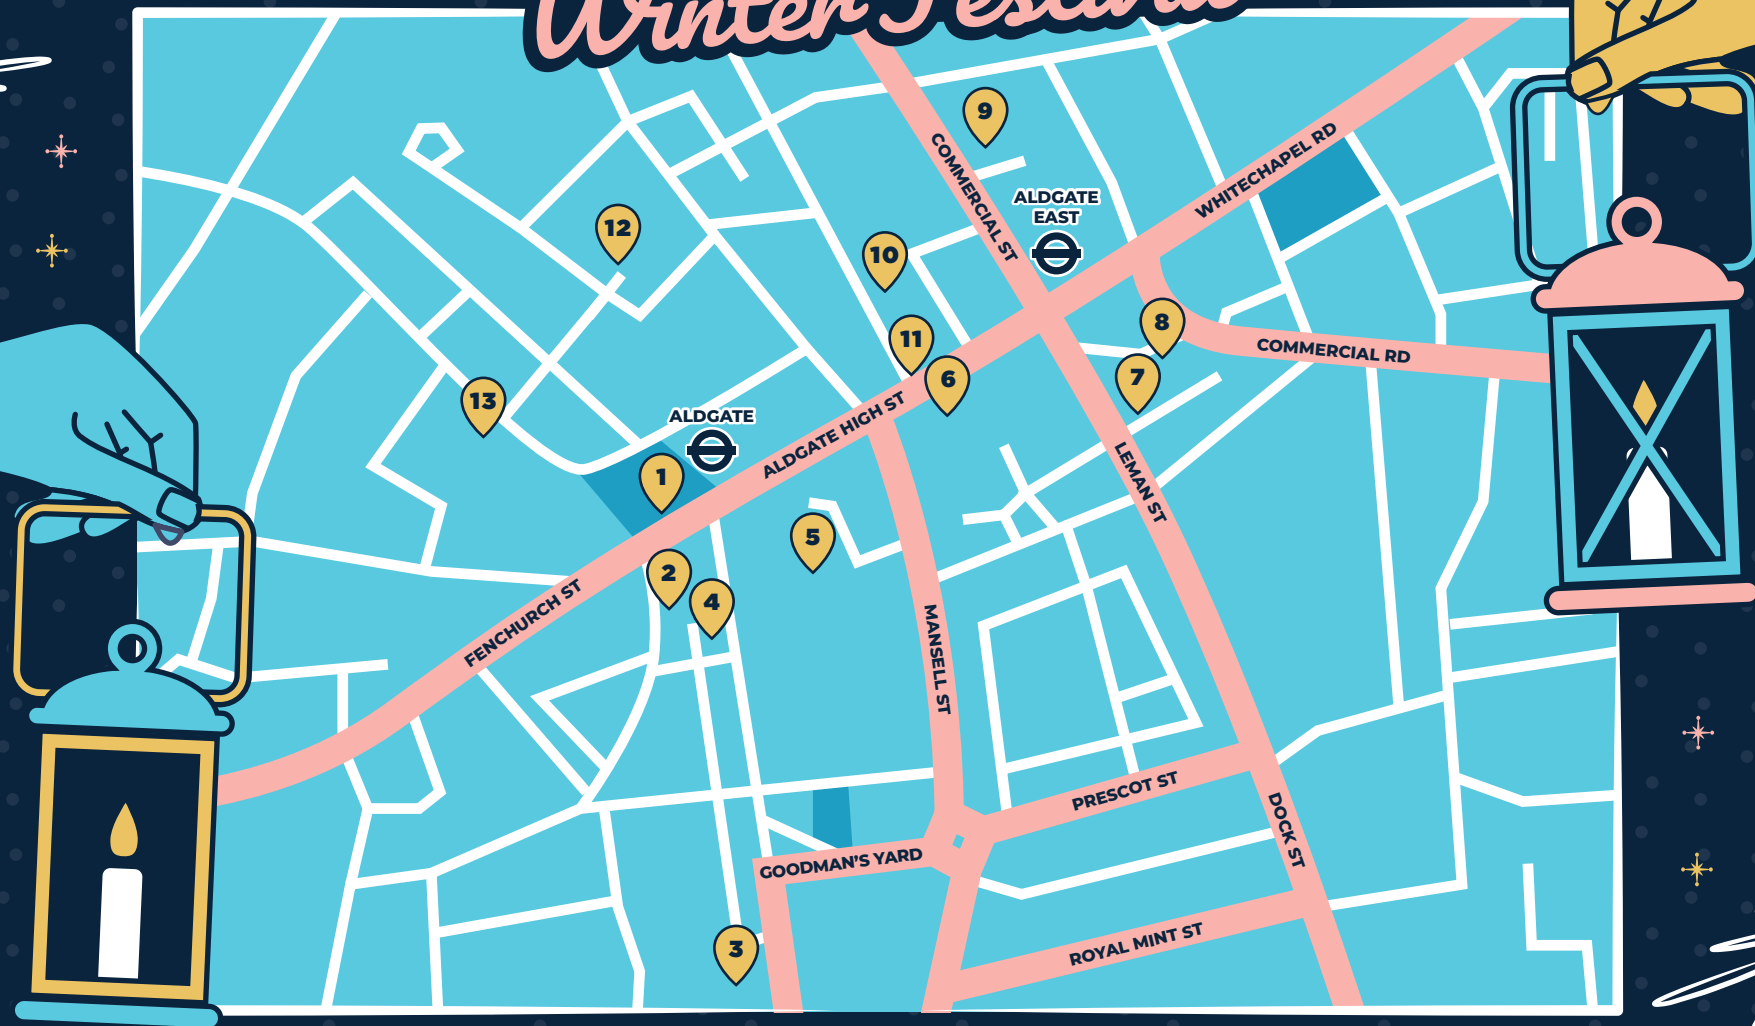 Winter Festival
9
COMMERCIAL ST
WHITECHAPEL RD
ALDGATE
EAST
12
10
8
11
COMMERCIAL RD
6
7
13
ALDGATE
ALDGATE HIGH ST
1
LEMAN ST
5
2
4
FENCHURCH ST
MANSELL ST
PRESCOT ST
DOCK ST
GOODMAN'S YARD
3
ROYAL MINT ST